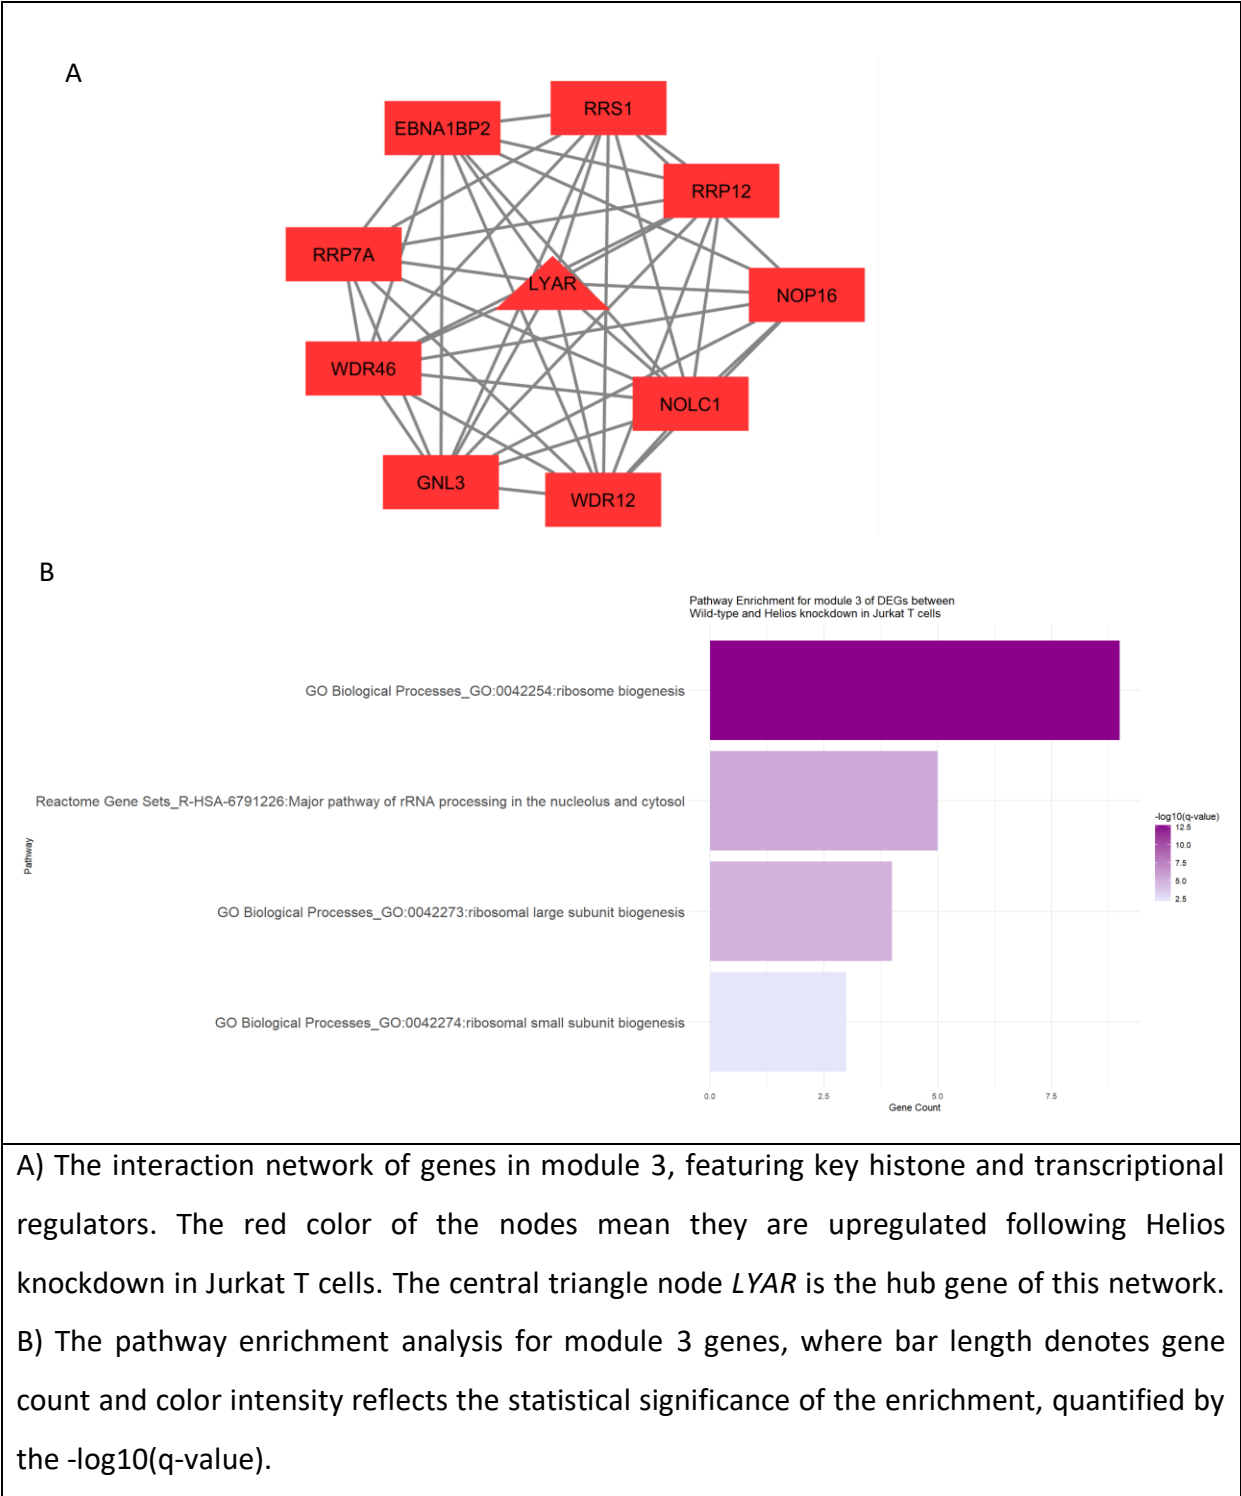 A
RRS1
EBNA1BP2
RRP12
RRP7A
LYAR
NOP16
WDR46
NOLC1
GNL3
WDR12
B
Pathway Enrichment for module 3 of DEGs between
Wild-type and Helios knockdown in Jurkat T cells
GO Biological Processes_GO:0042254:ribosome biogenesis
Reactome Gene Sets_R-HSA-6791226:Major pathway of rRNA processing in the nucleolus and cytosol
GO Biological Processes_GO:0042273:ribosomal large subunit biogenesis
GO Biological Processes_GO:0042274:ribosomal small subunit biogenesis
Pathway
0.0 2.5 5.0 7.5
Gene Count
-log10(q-value)
12.5
10.0
7.5
5.0
2.5
A) The interaction network of genes in module 3, featuring key histone and transcriptional
regulators. The red color of the nodes mean they are upregulated following Helios
knockdown in Jurkat T cells. The central triangle node LYAR is the hub gene of this network.
B) The pathway enrichment analysis for module 3 genes, where bar length denotes gene
count and color intensity reflects the statistical significance of the enrichment, quantified by
the -log10(q-value).